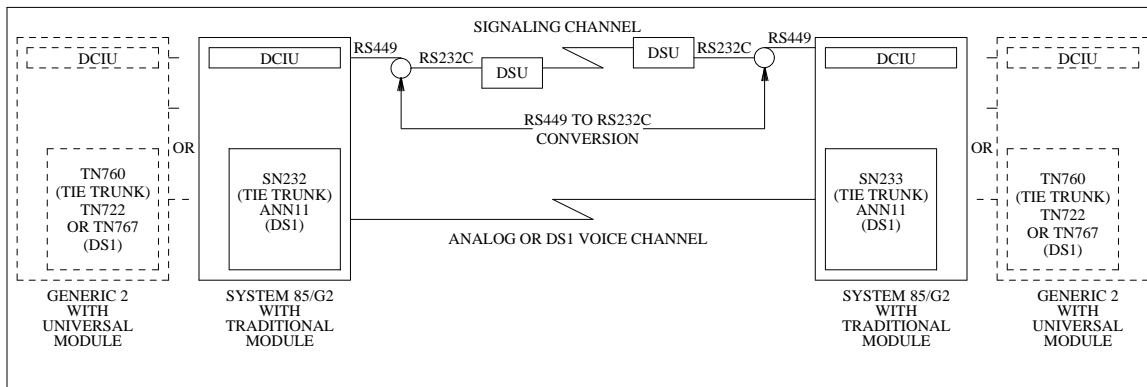 SIGNALING CHANNEL
DCIU
DCIU
RS449
RS232C
DSU
DSU
RS232C
RS449
DCIU
DCIU
RS449 TO RS232C
CONVERSION
OR
OR
TN760
(TIE TRUNK)
TN722
OR TN767
(DS1)
SN232
(TIE TRUNK)
ANN11
(DS1)
SN233
(TIE TRUNK)
ANN11
(DS1)
TN760
(TIE TRUNK)
TN722
OR TN767
(DS1)
ANALOG OR DS1 VOICE CHANNEL
GENERIC 2
WITH
UNIVERSAL
MODULE
SYSTEM 85/G2
WITH
TRADITIONAL
MODULE
SYSTEM 85/G2
WITH
TRADITIONAL
MODULE
GENERIC 2
WITH
UNIVERSAL
MODULE